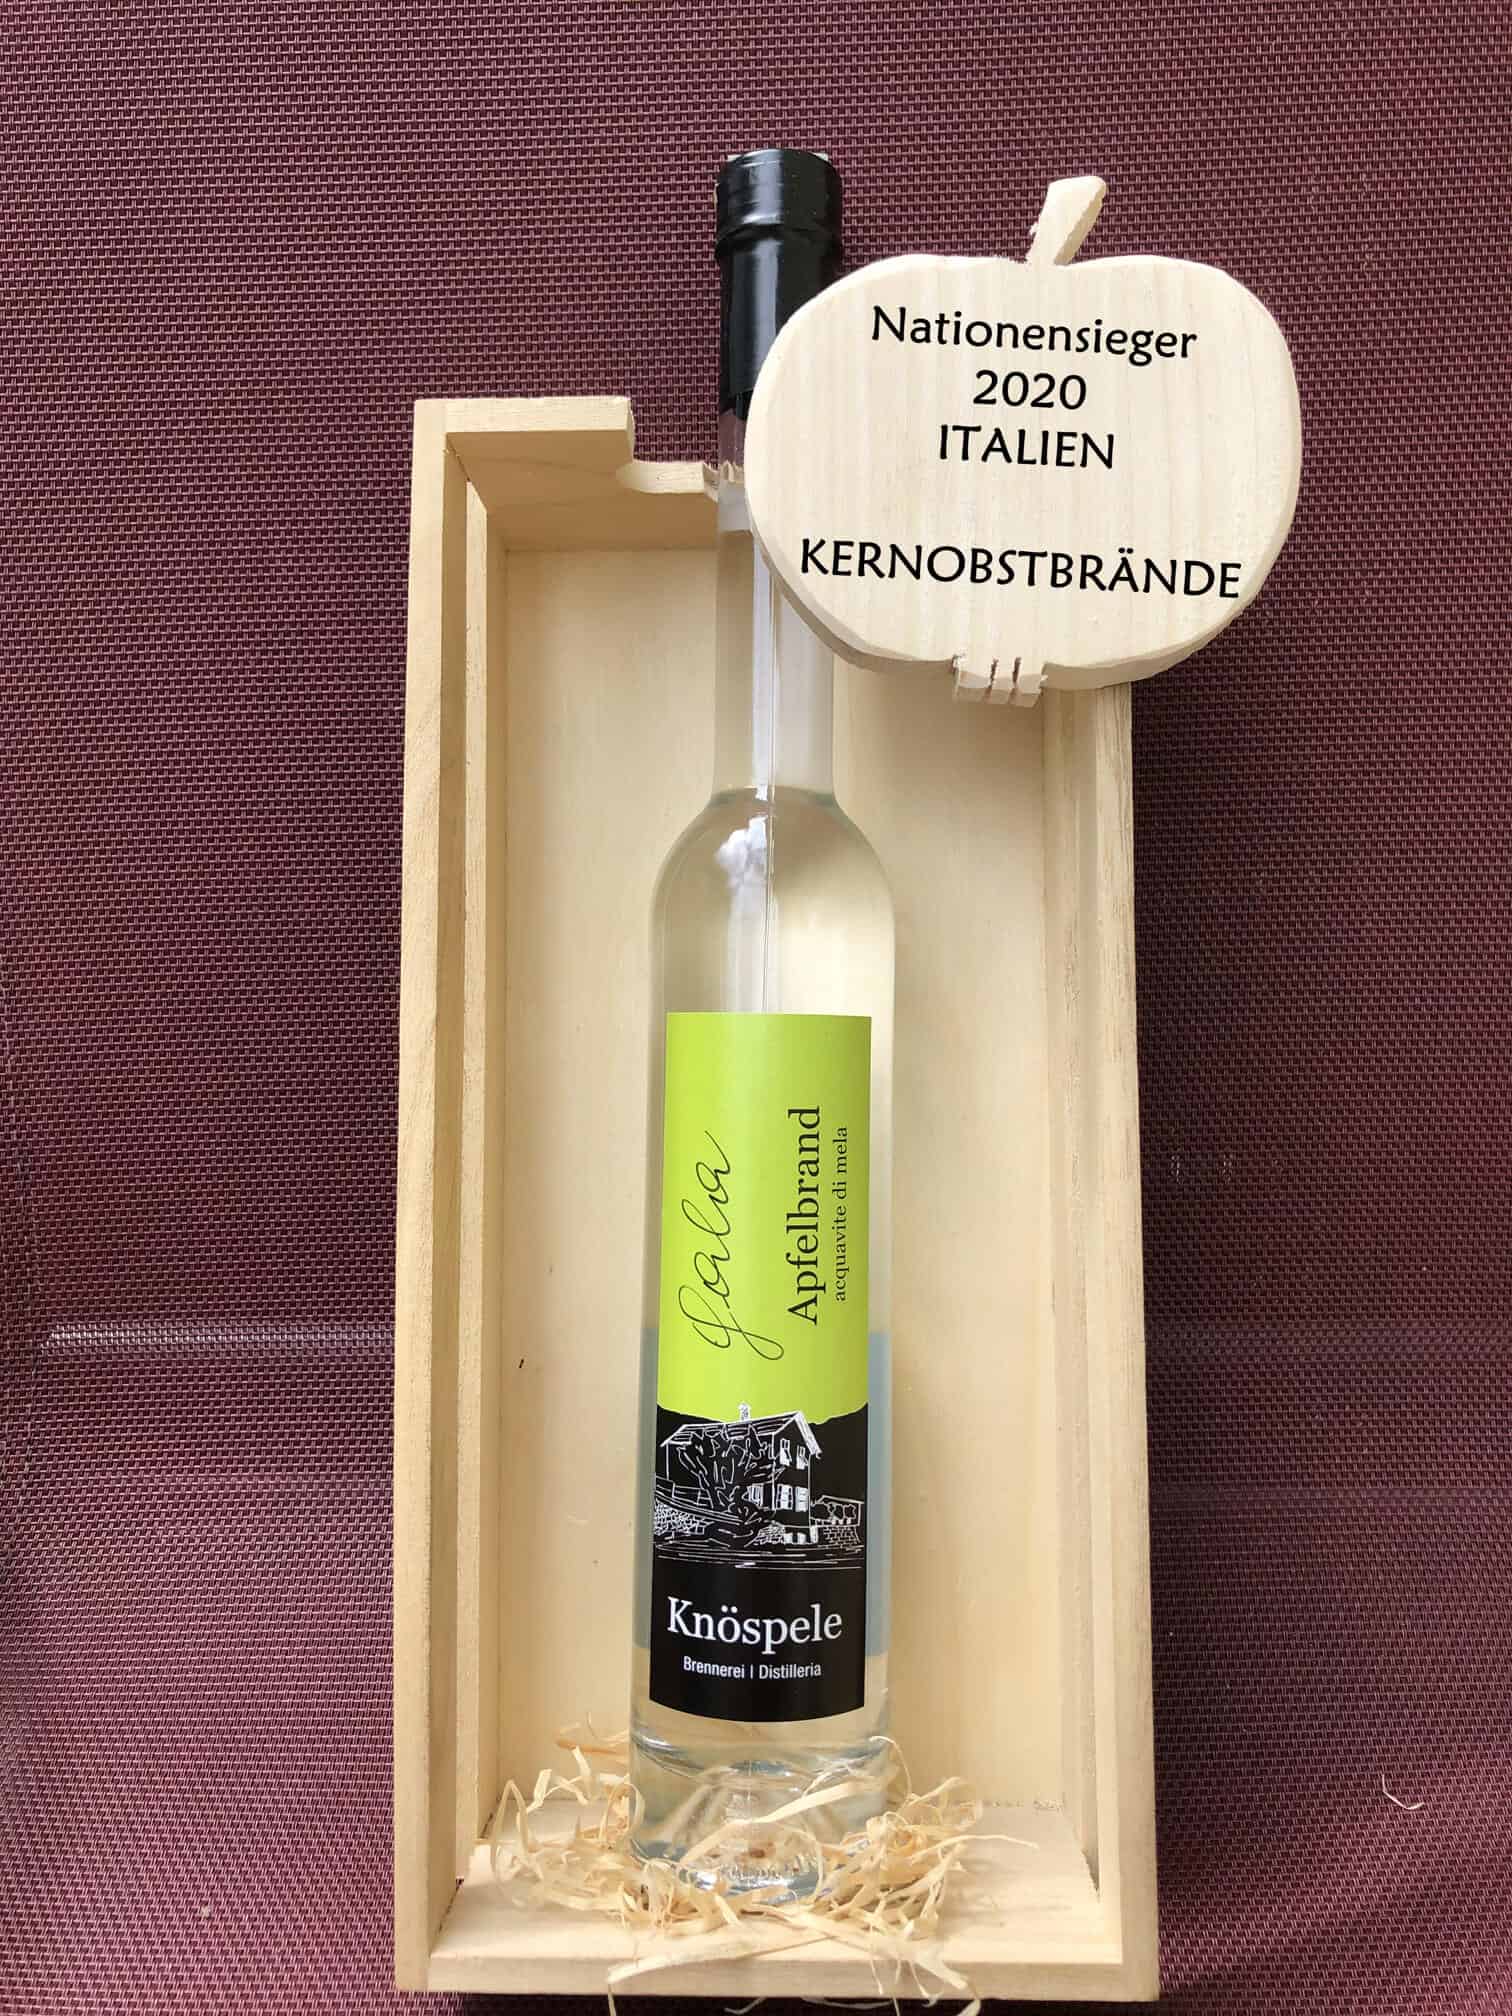 Nationensieger
2020
ITALIEN
KERNOBSTBRÄNDE
Gala
Apfelbrand
acquavite di mela
Knöspele
Brennerei | Distilleria